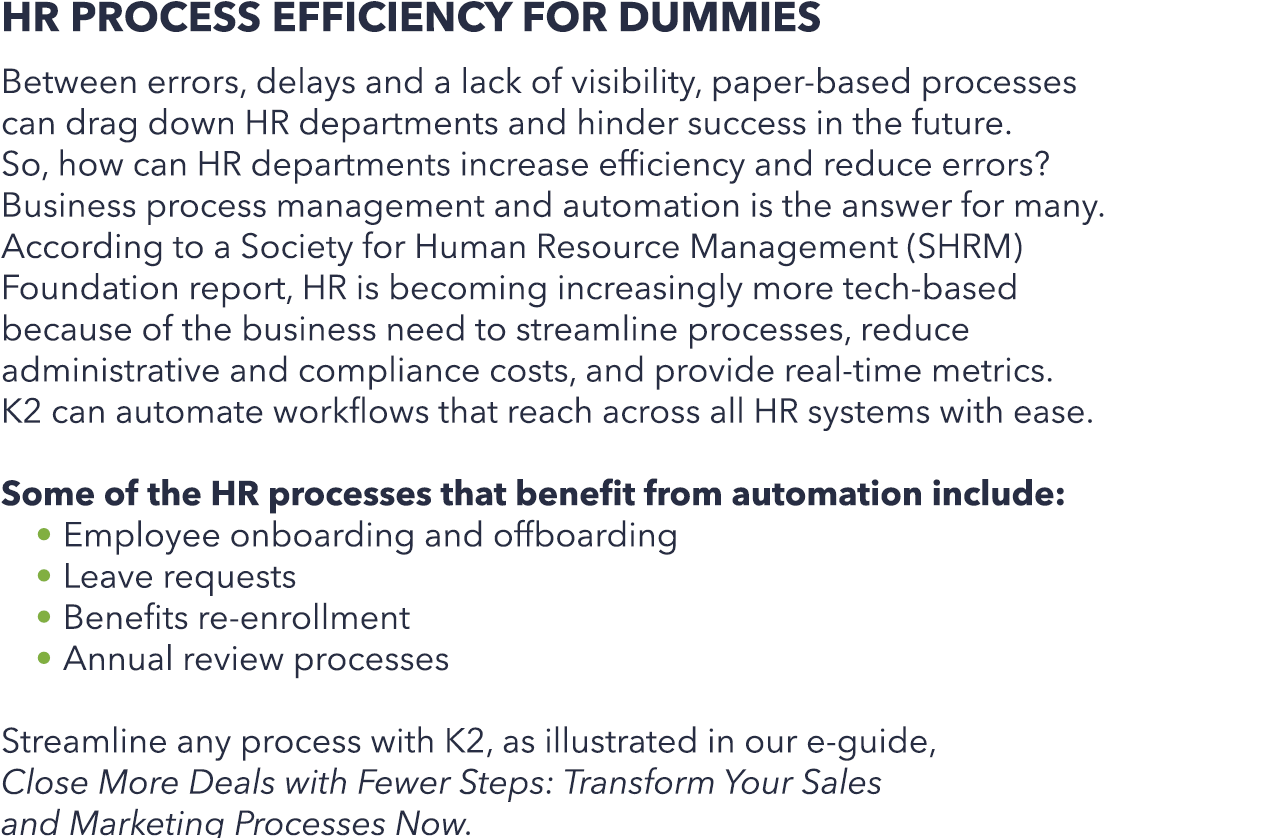 HR PROCESS EFFICIENCY FOR DUMMIES
Between errors, delays and a lack of visibility, paper-based processes
can drag down HR departments and hinder success in the future.
So, how can HR departments increase efficiency and reduce errors?
Business process management and automation is the answer for many.
According to a Society for Human Resource Management (SHRM)
Foundation report, HR is becoming increasingly more tech-based
because of the business need to streamline processes, reduce
administrative and compliance costs, and provide real-time metrics.
K2 can automate workflows that reach across all HR systems with ease.
Some of the HR processes that benefit from automation include:
• Employee onboarding and offboarding
• Leave requests
• Benefits re-enrollment
• Annual review processes
Streamline any process with K2, as illustrated in our e-guide,
Close More Deals with Fewer Steps: Transform Your Sales
and Marketing Processes Now.